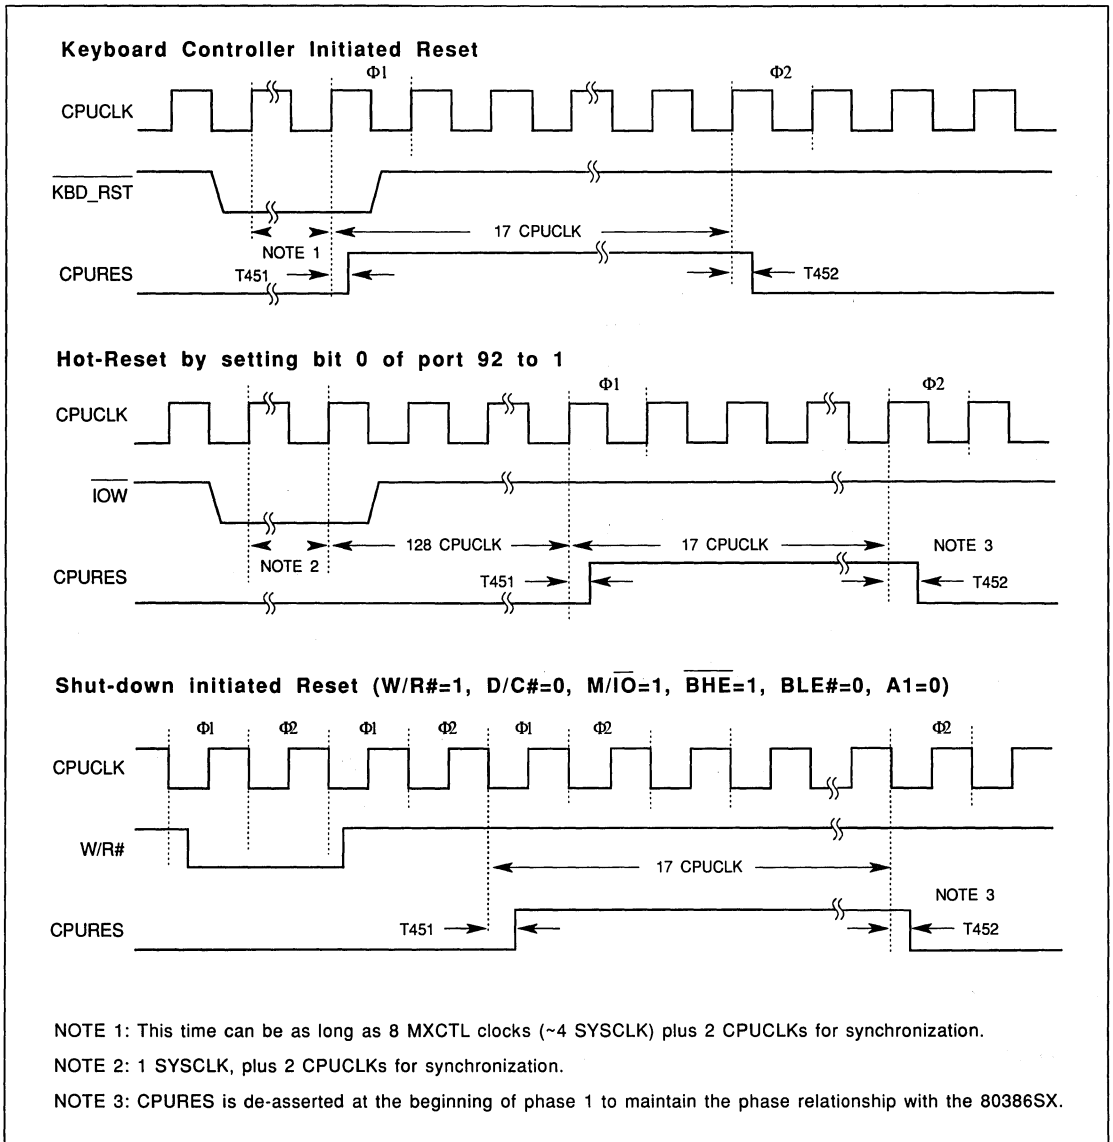 Keyboard Controller Initiated Reset
Φ1 Φ2
CPUCLK
K̅B̅D̅_̅R̅S̅T̅
17 CPUCLK
NOTE 1
CPURES
T451 T452
Hot-Reset by setting bit 0 of port 92 to 1
Φ1 Φ2
CPUCLK
I̅O̅W̅
128 CPUCLK 17 CPUCLK NOTE 3
NOTE 2
CPURES
T451 T452
Shut-down initiated Reset (W/R#=1, D/C#=0, M/I̅O̅=1, B̅H̅E̅=1, BLE#=0, A1=0)
Φ1 Φ2 Φ1 Φ2 Φ1 Φ2 Φ2
CPUCLK
W/R#
17 CPUCLK
NOTE 3
CPURES
T451 T452
NOTE 1: This time can be as long as 8 MXCTL clocks (~4 SYSCLK) plus 2 CPUCLKs for synchronization.
NOTE 2: 1 SYSCLK, plus 2 CPUCLKs for synchronization.
NOTE 3: CPURES is de-asserted at the beginning of phase 1 to maintain the phase relationship with the 80386SX.